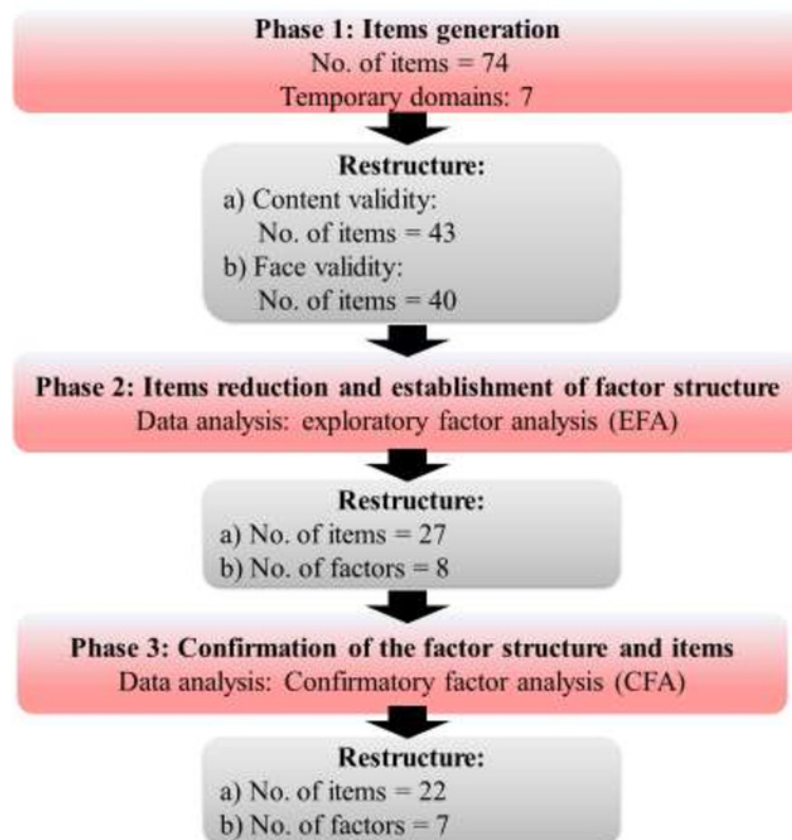 Phase 1: Items generation
No. of items = 74
Temporary domains: 7
Restructure:
a) Content validity:
No. of items = 43
b) Face validity:
No. of items = 40
Phase 2: Items reduction and establishment of factor structure
Data analysis: exploratory factor analysis (EFA)
Restructure:
a) No. of items = 27
b) No. of factors = 8
Phase 3: Confirmation of the factor structure and items
Data analysis: Confirmatory factor analysis (CFA)
Restructure:
a) No. of items = 22
b) No. of factors = 7